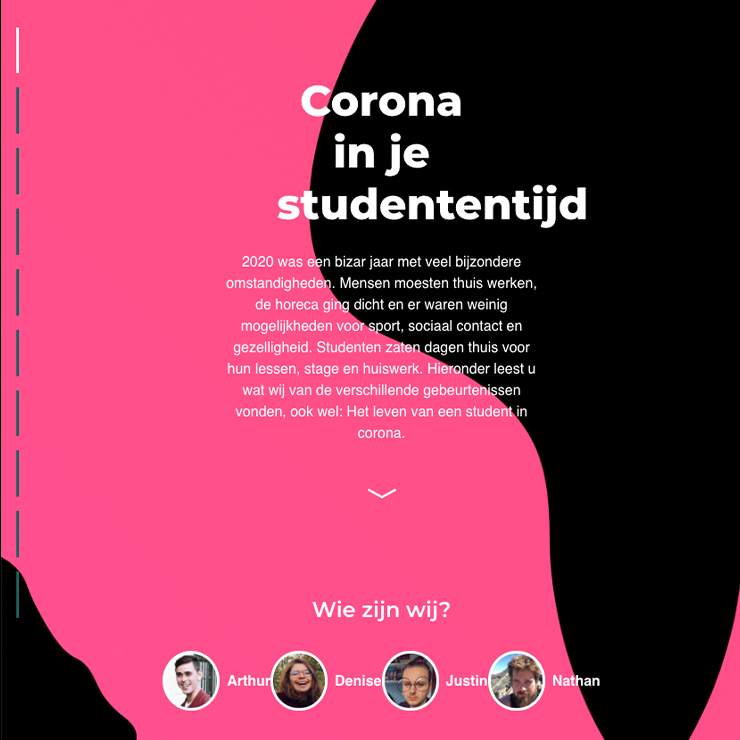 Corona
in je
studententijd
2020 was een bizar jaar met veel bijzondere
omstandigheden. Mensen moesten thuis werken,
de horeca ging dicht en er waren weinig
mogelijkheden voor sport, sociaal contact en
gezelligheid. Studenten zaten dagen thuis voor
hun lessen, stage en huiswerk. Hieronder leest u
wat wij van de verschillende gebeurtenissen
vonden, ook wel: Het leven van een student in
corona.
Wie zijn wij?
Arthur Denise Justin Nathan